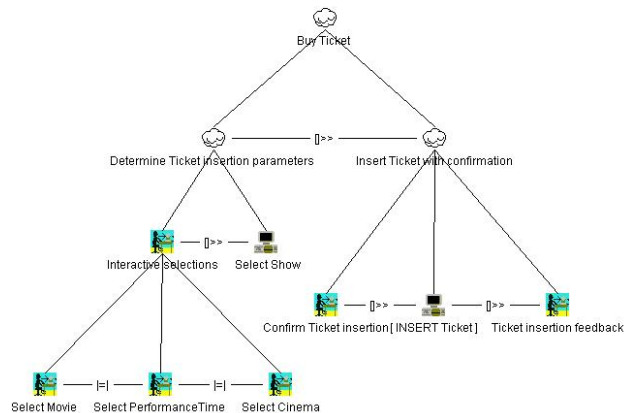 Buy Ticket
[]>>
Determine Ticket insertion parameters
Insert Ticket with confirmation
[]>>
Interactive selections
Select Show
[]>>
[]>>
Confirm Ticket insertion
[ INSERT Ticket ]
Ticket insertion feedback
|=|
|=|
Select Movie
Select PerformanceTime
Select Cinema